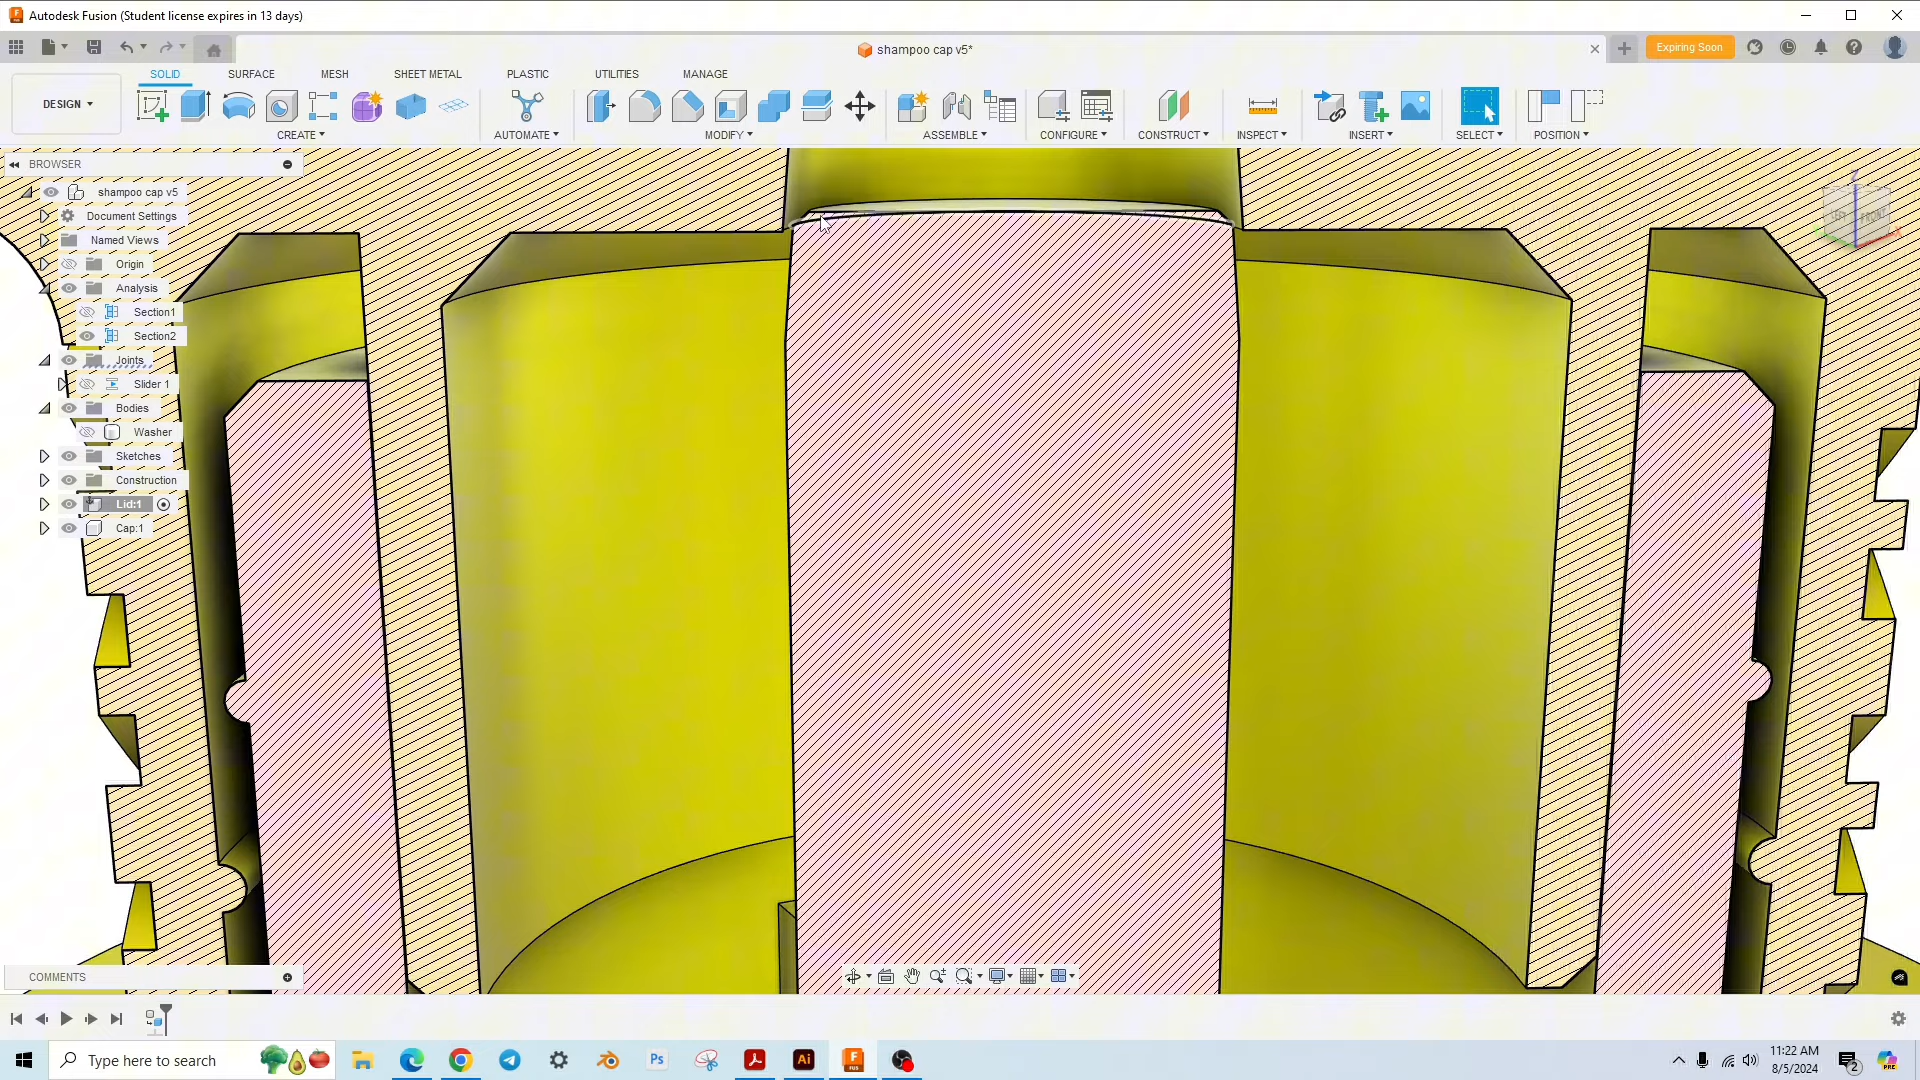 Autodesk Fusion (Student license expires in 13 days)
shampoo cap v5*
Expiring Soon
SOLID SURFACE MESH SHEET METAL PLASTIC UTILITIES MANAGE
DESIGN
CREATE AUTOMATE MODIFY ASSEMBLE CONFIGURE CONSTRUCT INSPECT INSERT SELECT POSITION
BROWSER
shampoo cap v5
Document Settings
Named Views
Origin
Analysis
Section1
Section2
Joints
Slider 1
Bodies
Washer
Sketches
Construction
Lid:1
Cap:1
Z
LEFT FRONT
COMMENTS
Type here to search
11:22 AM
8/5/2024
2